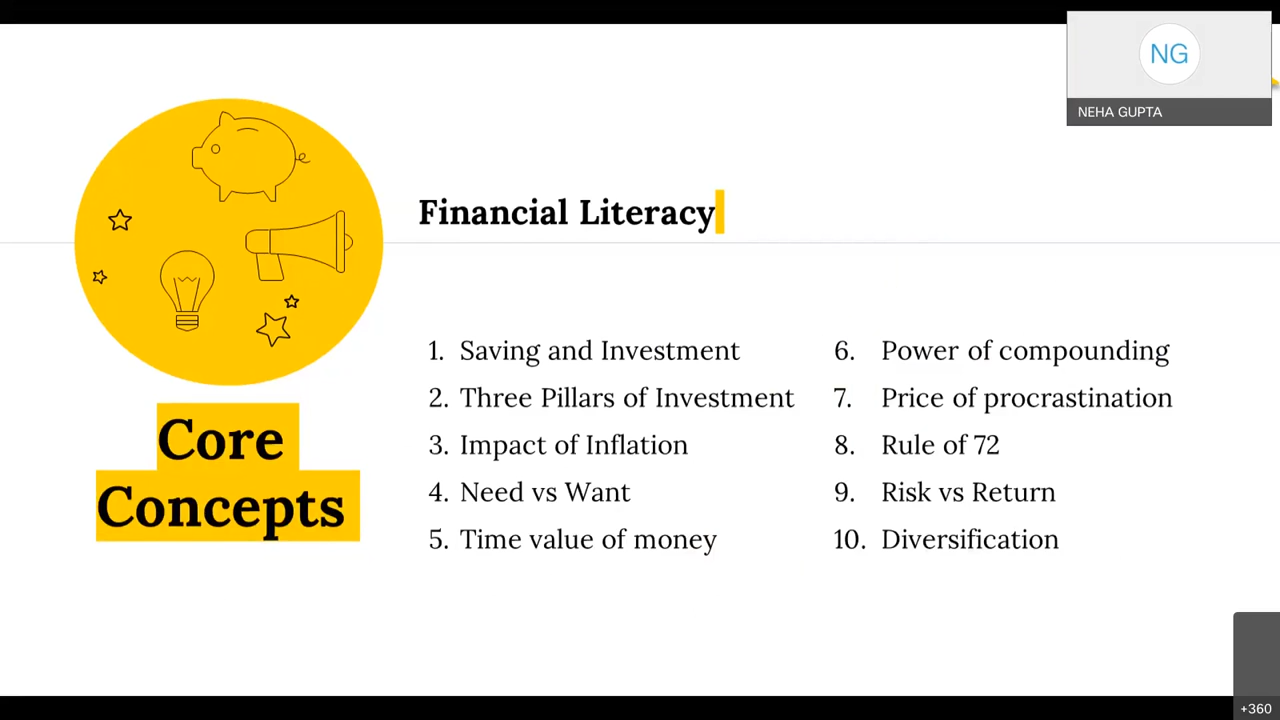 NG
NEHA GUPTA
Financial Literacy
Core
Concepts
1. Saving and Investment
2. Three Pillars of Investment
3. Impact of Inflation
4. Need vs Want
5. Time value of money
6. Power of compounding
7. Price of procrastination
8. Rule of 72
9. Risk vs Return
10. Diversification
+360